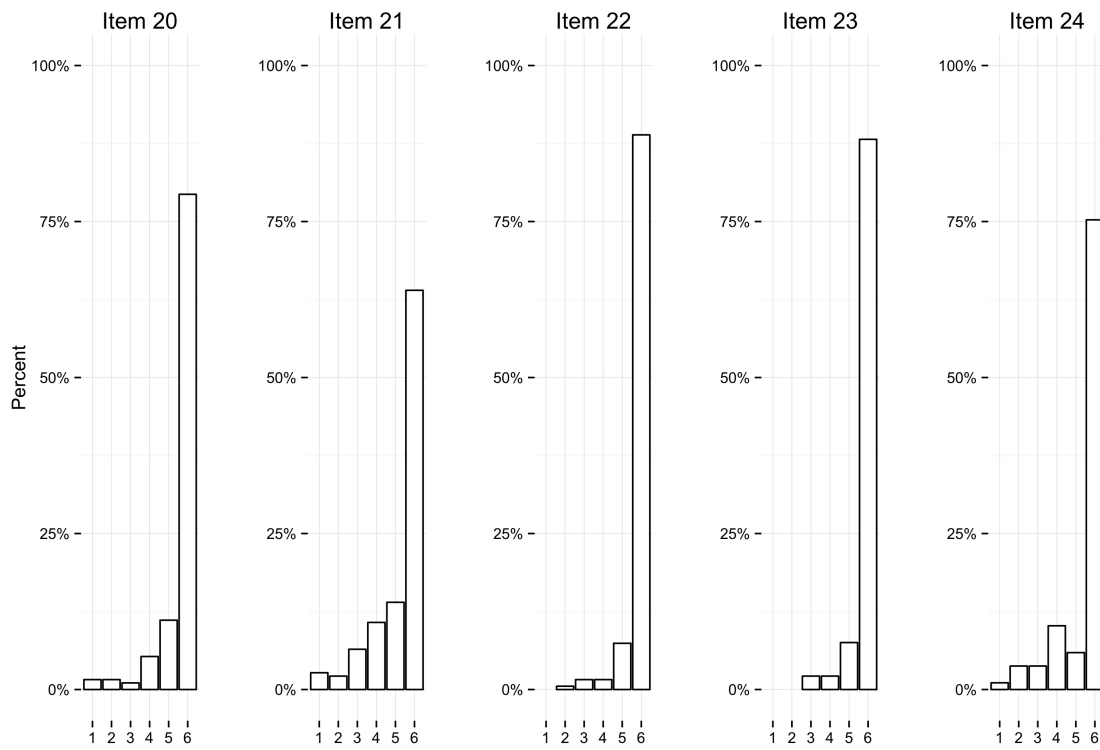 Item 20 Item 21 Item 22 Item 23 Item 24
100% 100% 100% 100% 100%
75% 75% 75% 75% 75%
50% 50% 50% 50% 50%
Percent
25% 25% 25% 25% 25%
0% 0% 0% 0% 0%
1 2 3 4 5 6 1 2 3 4 5 6 1 2 3 4 5 6 1 2 3 4 5 6 1 2 3 4 5 6